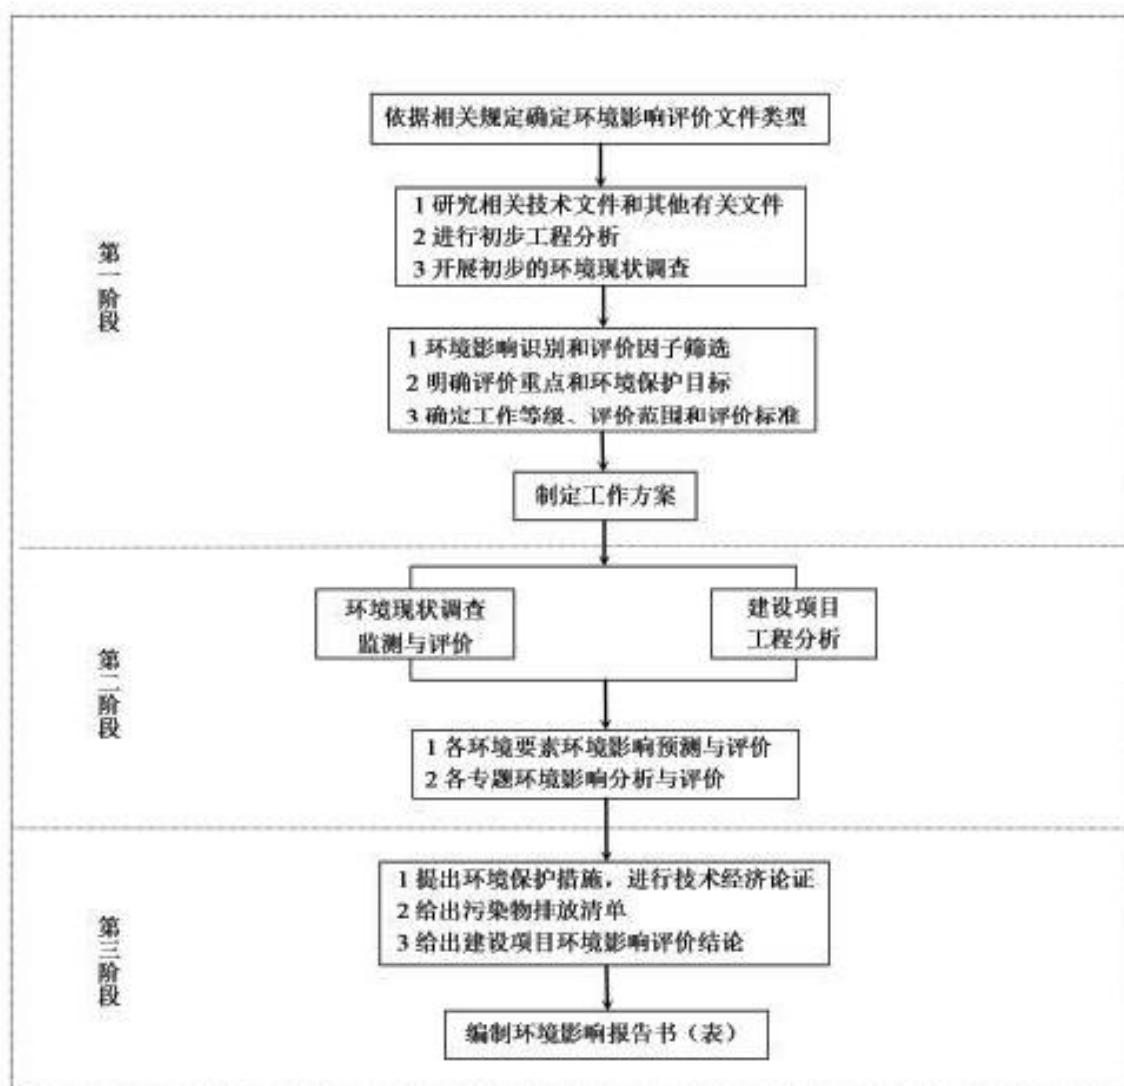 依据相关规定确定环境影响评价文件类型
1 研究相关技术文件和其他有关文件
2 进行初步工程分析
3 开展初步的环境现状调查
第一阶段
1 环境影响识别和评价因子筛选
2 明确评价重点和环境保护目标
3 确定工作等级、评价范围和评价标准
制定工作方案
环境现状调查
监测与评价
建设项目
工程分析
第二阶段
1 各环境要素环境影响预测与评价
2 各专题环境影响分析与评价
1 提出环境保护措施，进行技术经济论证
2 给出污染物排放清单
3 给出建设项目环境影响评价结论
第三阶段
编制环境影响报告书（表）